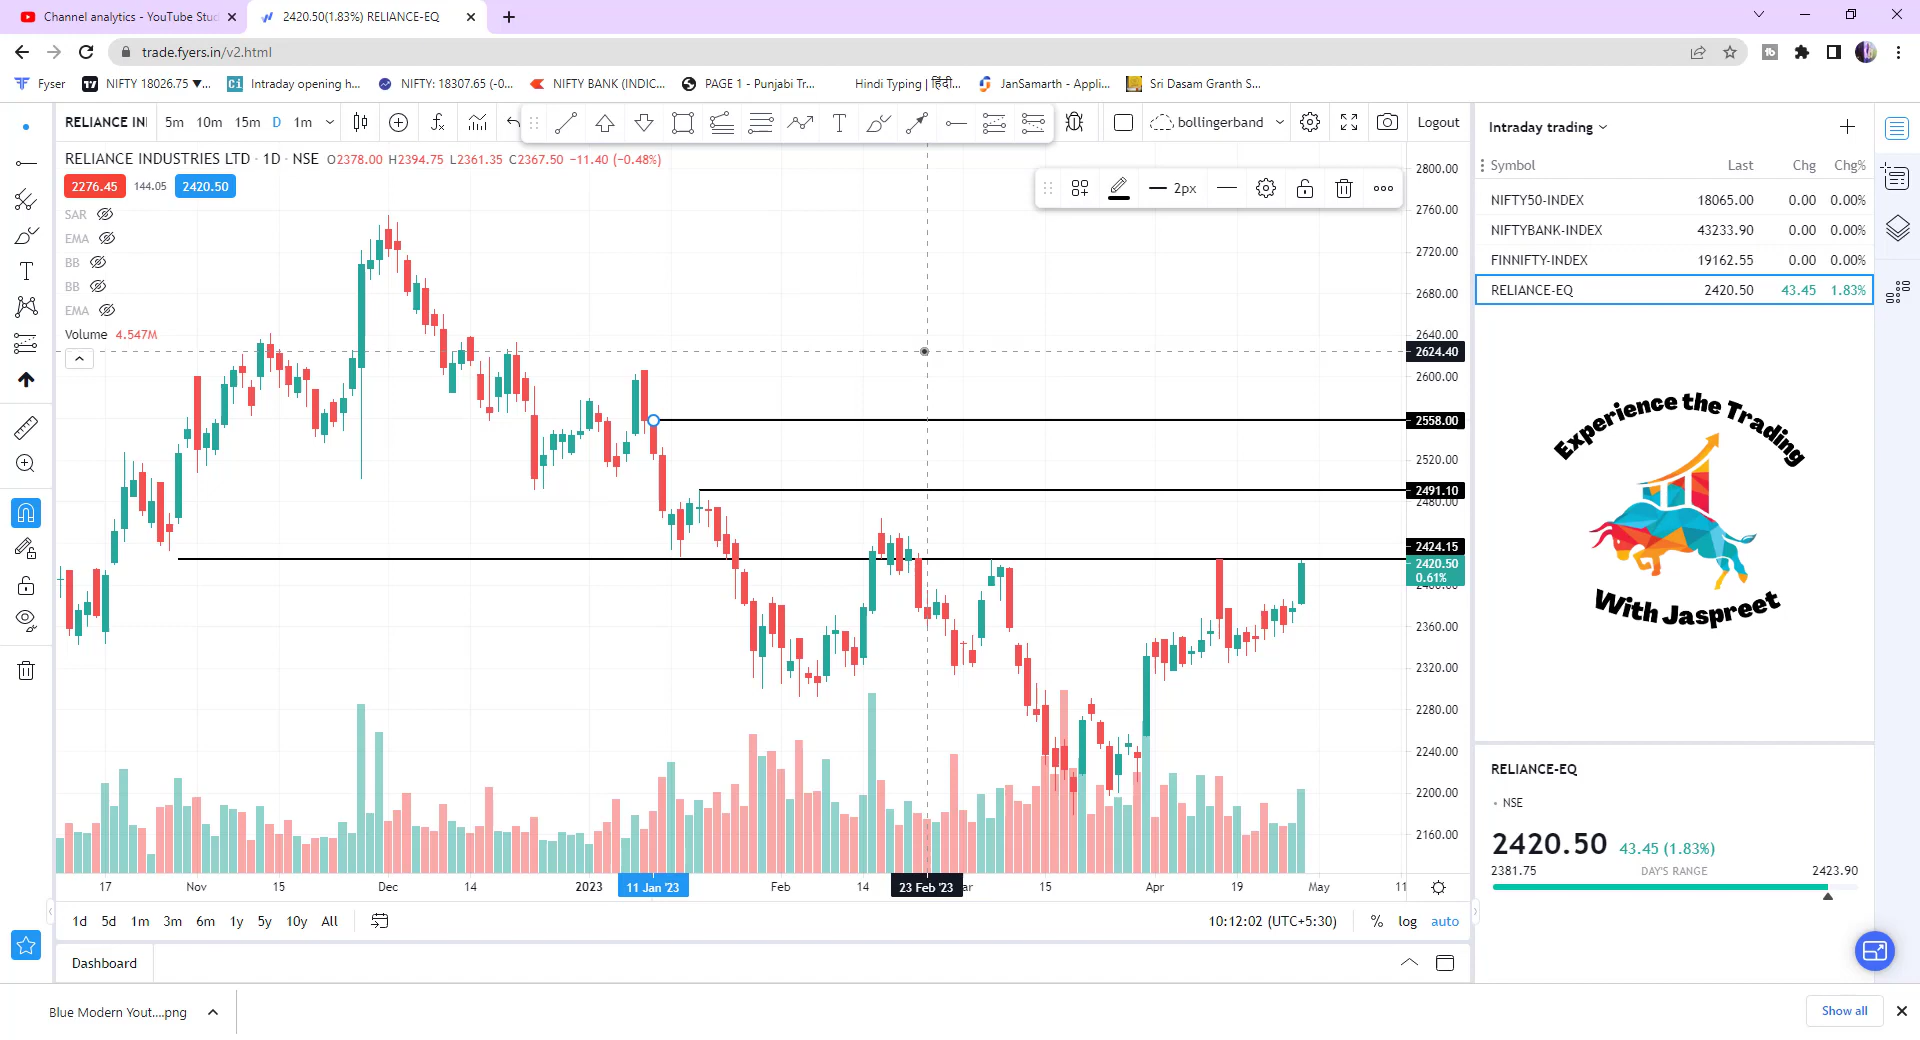 Channel analytics - YouTube Stud
2420.50(1.83%) RELIANCE-EQ
trade.fyers.in/v2.html
Fyser
NIFTY 18026.75 ▼...
Intraday opening h...
NIFTY: 18307.65 (-0...
NIFTY BANK (INDIC...
PAGE 1 - Punjabi Tr...
Hindi Typing | हिंदी...
JanSamarth - Appli...
Sri Dasam Granth S...
RELIANCE IN
5m 10m 15m D 1m
bollingerband
Logout
RELIANCE INDUSTRIES LTD · 1D · NSE O2378.00 H2394.75 L2361.35 C2367.50 −11.40 (−0.48%)
2276.45 144.05 2420.50
SAR
EMA
BB
BB
EMA
Volume 4.547M
2px
2800.00
2760.00
2720.00
2680.00
2640.00
2624.40
2600.00
2558.00
2520.00
2491.10
2480.00
2424.15
2420.50
0.61%
2400.00
2360.00
2320.00
2280.00
2240.00
2200.00
2160.00
17 Nov 15 Dec 14 2023 11 Jan '23 Feb 14 23 Feb '23 ar 15 Apr 19 May 11
1d 5d 1m 3m 6m 1y 5y 10y All
10:12:02 (UTC+5:30) % log auto
Dashboard
Intraday trading
Symbol Last Chg Chg%
NIFTY50-INDEX 18065.00 0.00 0.00%
NIFTYBANK-INDEX 43233.90 0.00 0.00%
FINNIFTY-INDEX 19162.55 0.00 0.00%
RELIANCE-EQ 2420.50 43.45 1.83%
Experience the Trading
With Jaspreet
RELIANCE-EQ
• NSE
2420.50 43.45 (1.83%)
2381.75 DAY'S RANGE 2423.90
Blue Modern Yout....png
Show all